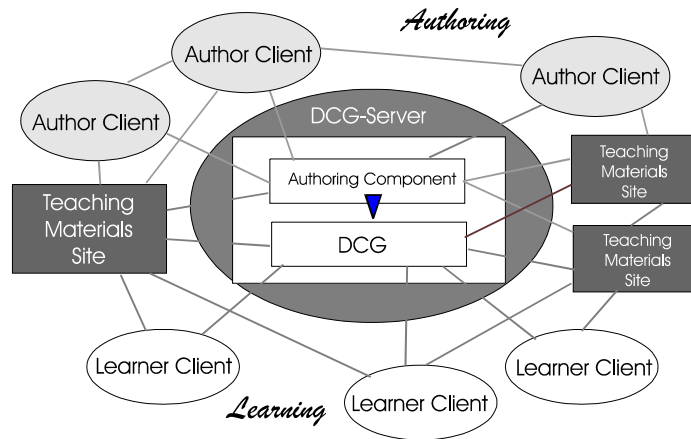 Authoring
Author Client
Author Client
Author Client
DCG-Server
Authoring Component
DCG
Teaching
Materials
Site
Teaching
Materials
Site
Teaching
Materials
Site
Learner Client
Learner Client
Learner Client
Learning